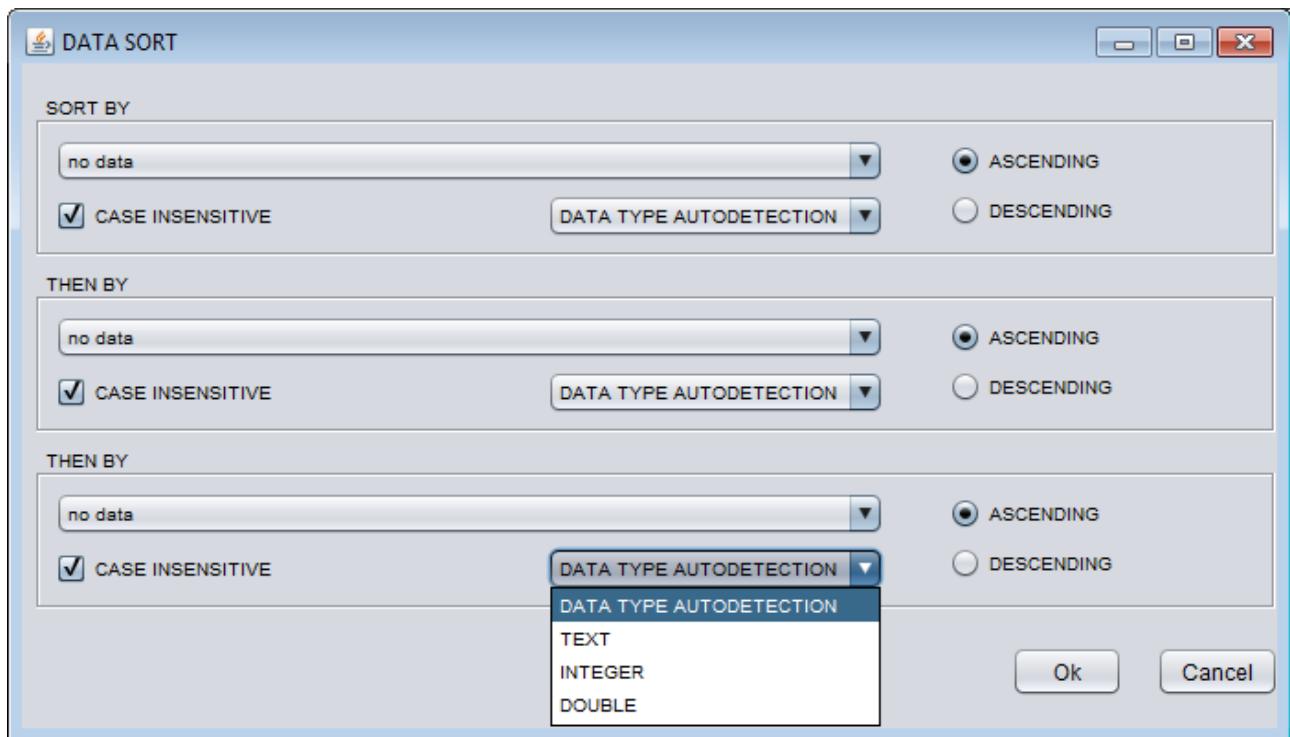 DATA SORT
SORT BY
no data
ASCENDING
CASE INSENSITIVE
DATA TYPE AUTODETECTION
DESCENDING
THEN BY
no data
ASCENDING
CASE INSENSITIVE
DATA TYPE AUTODETECTION
DESCENDING
THEN BY
no data
ASCENDING
CASE INSENSITIVE
DATA TYPE AUTODETECTION
DESCENDING
DATA TYPE AUTODETECTION
TEXT
INTEGER
DOUBLE
Ok
Cancel